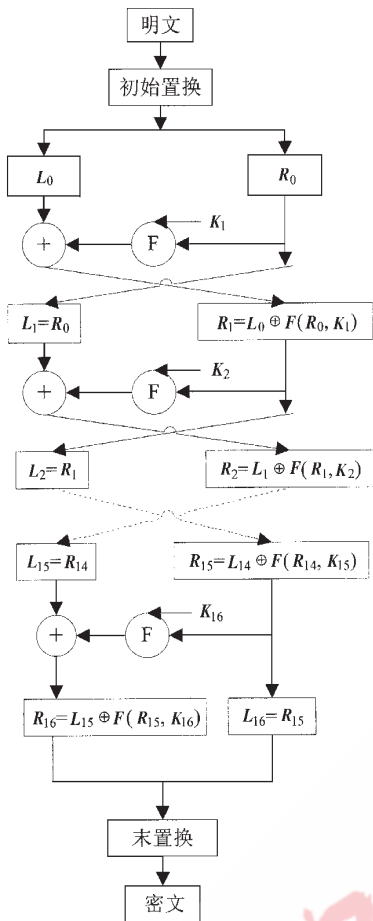 明文
初始置换
L₀
R₀
K₁
+
F
L₁=R₀
R₁=L₀⊕F(R₀, K₁)
K₂
+
F
L₂=R₁
R₂=L₁⊕F(R₁,K₂)
L₁₅=R₁₄
R₁₅=L₁₄⊕F(R₁₄, K₁₅)
K₁₆
+
F
R₁₆=L₁₅⊕F(R₁₅, K₁₆)
L₁₆=R₁₅
末置换
密文